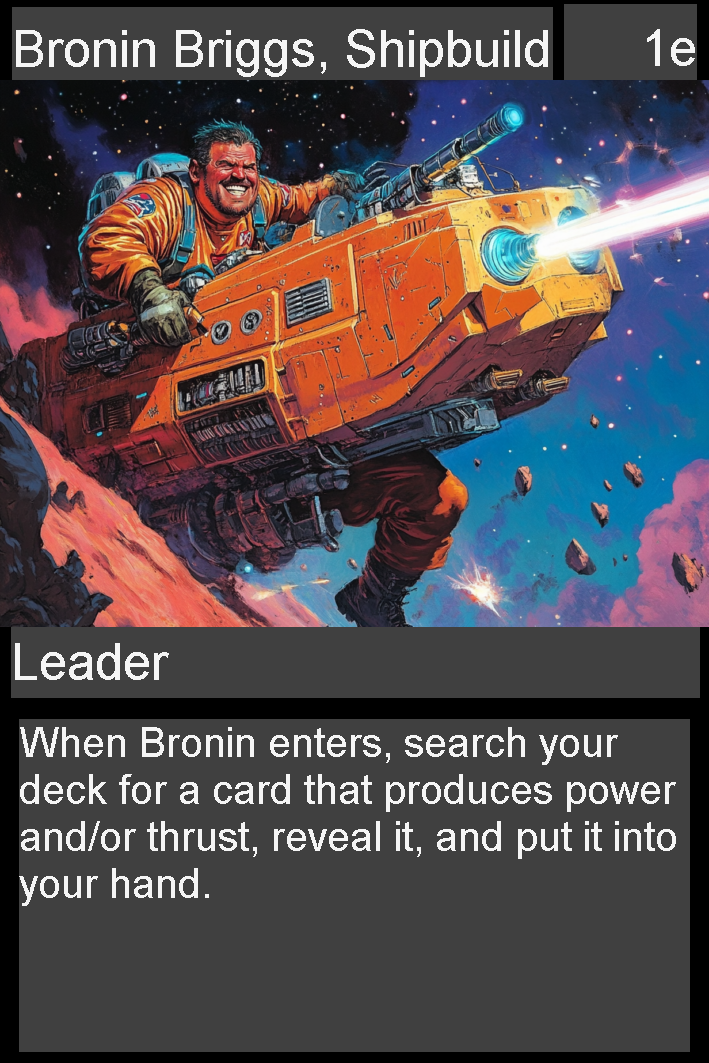 Bronin Briggs, Shipbuild
1e
Leader
When Bronin enters, search your
deck for a card that produces power
and/or thrust, reveal it, and put it into
your hand.